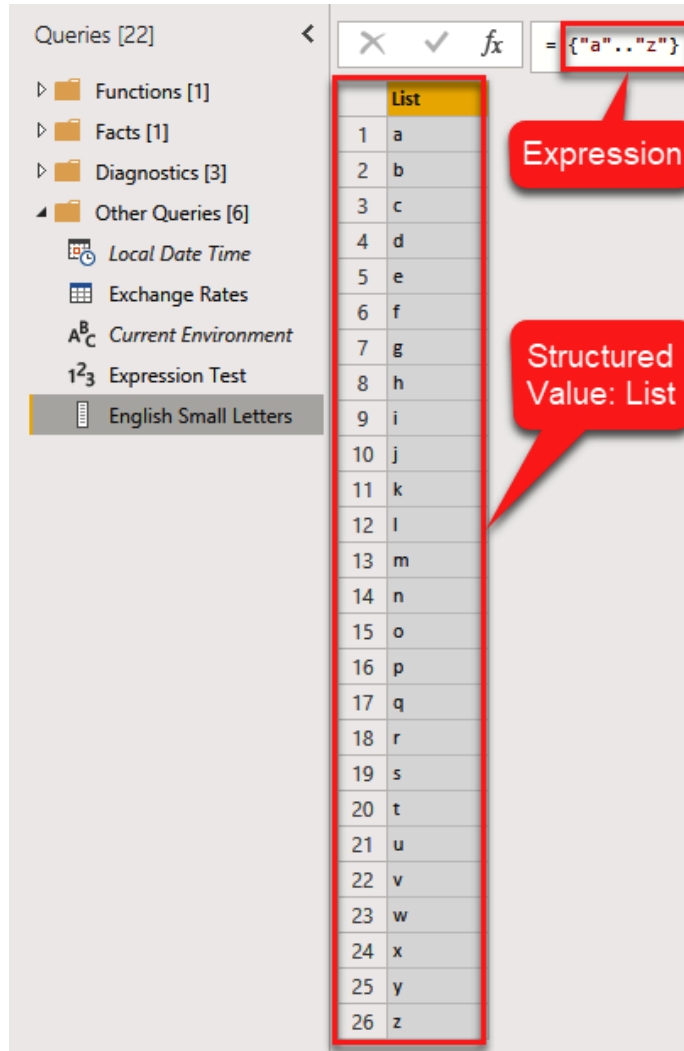 Queries [22]
Functions [1]
Facts [1]
Diagnostics [3]
Other Queries [6]
Local Date Time
Exchange Rates
ABC Current Environment
123 Expression Test
English Small Letters
fx
= {"a".."z"}
Expression
List
1 a
2 b
3 c
4 d
5 e
6 f
7 g
8 h
9 i
10 j
11 k
12 l
13 m
14 n
15 o
16 p
17 q
18 r
19 s
20 t
21 u
22 v
23 w
24 x
25 y
26 z
Structured
Value: List